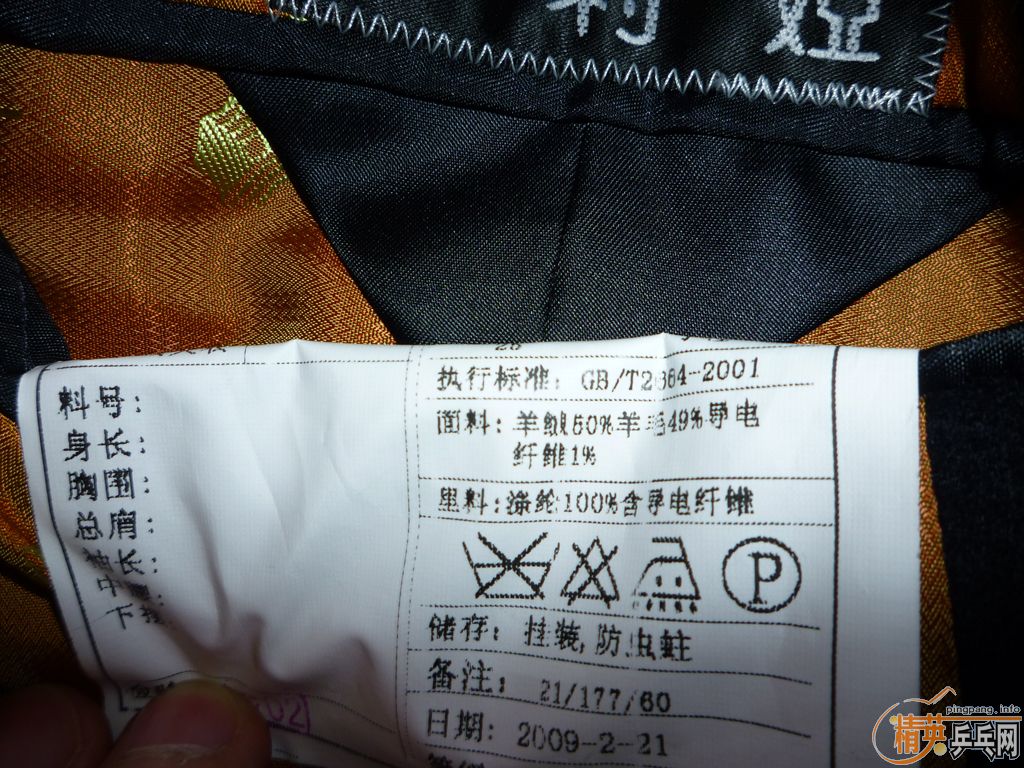 娅
执行标准: GB/T2664-2001
料号:
面料: 羊绒50%羊毛49%导电
纤维1%
身长:
胸围:
里料:涤纶100%含导电纤维
总肩:
袖长:
P
储存: 挂装,防虫蛀
备注: 21/177/60
日期: 2009-2-21
pingpang.info
精英乒乓网